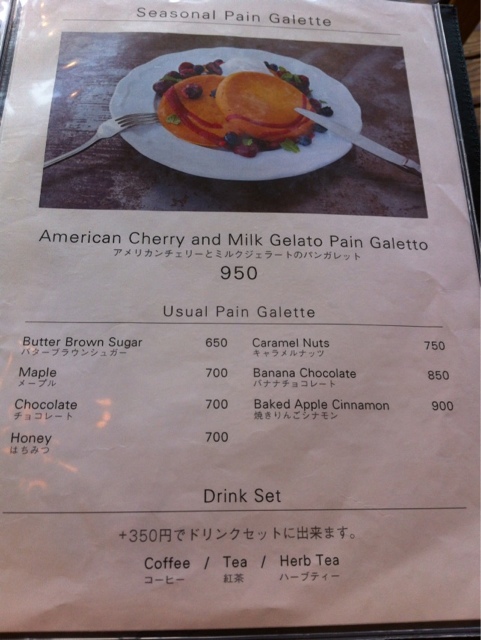 Seasonal Pain Galette
American Cherry and Milk Gelato Pain Galetto
アメリカンチェリーとミルクジェラートのパンガレット
950
Usual Pain Galette
Butter Brown Sugar 650
バターブラウンシュガー
Maple 700
メープル
Chocolate 700
チョコレート
Honey 700
はちみつ
Caramel Nuts 750
キャラメルナッツ
Banana Chocolate 850
バナナチョコレート
Baked Apple Cinnamon 900
焼きりんごシナモン
Drink Set
+350円でドリンクセットに出来ます。
Coffee / Tea / Herb Tea
コーヒー 紅茶 ハーブティー